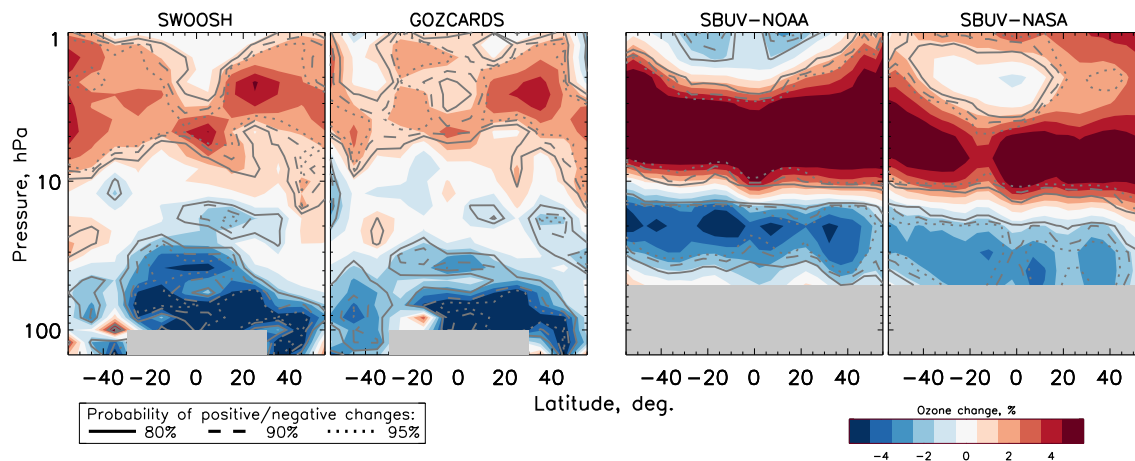 SWOOSH GOZCARDS SBUV−NOAA SBUV−NASA
1
10
100
Pressure, hPa
−40 −20 0 20 40 −40 −20 0 20 40 −40 −20 0 20 40 −40 −20 0 20 40
Latitude, deg.
Probability of positive/negative changes:
80% 90% 95%
Ozone change, %
−4 −2 0 2 4